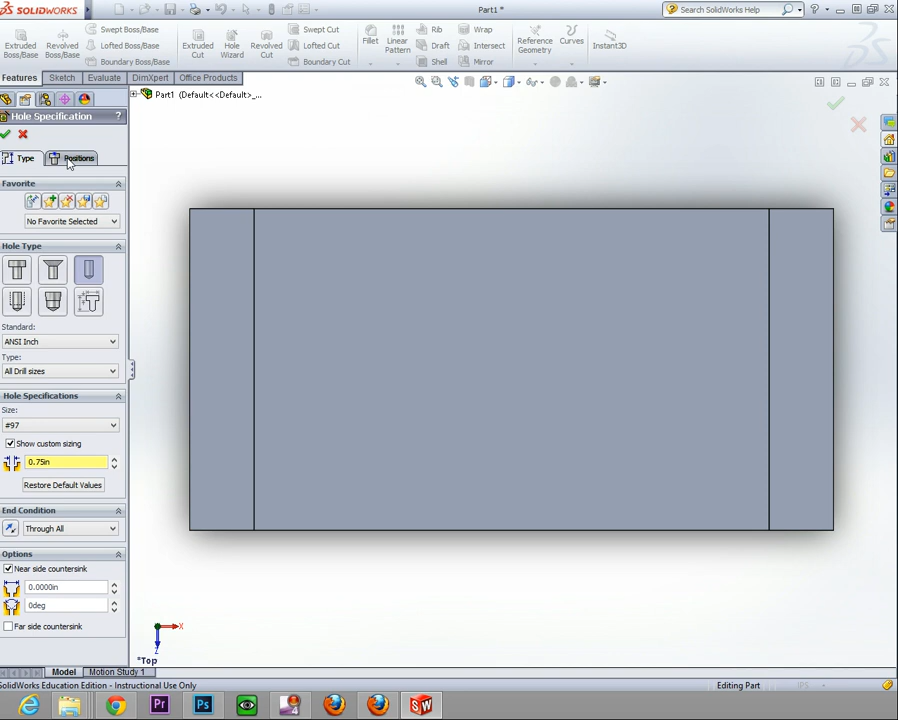 SOLIDWORKS
Part1 *
Search SolidWorks
Extruded Boss/Base
Revolved Boss/Base
Swept Boss/Base
Lofted Boss/Base
Boundary Boss/Base
Extruded Cut
Hole Wizard
Revolved Cut
Swept Cut
Lofted Cut
Boundary Cut
Fillet
Linear Pattern
Rib
Draft
Shell
Wrap
Intersect
Mirror
Reference Geometry
Curves
Instant3D
Features
Sketch
Evaluate
DimXpert
Office Products
Part1 (Default<<Default>_...
Hole Specification
?
Type
Positions
Favorite
No Favorite Selected
Hole Type
Standard:
ANSI Inch
Type:
All Drill sizes
Hole Specifications
Size:
#97
Show custom sizing
0.75in
Restore Default Values
End Condition
Through All
Options
Near side countersink
0.0000in
0deg
Far side countersink
X
Z
*Top
Model
Motion Study 1
SolidWorks Education Edition - Instructional Use Only
Editing Part
IPS
Pr
Ps
4
SW